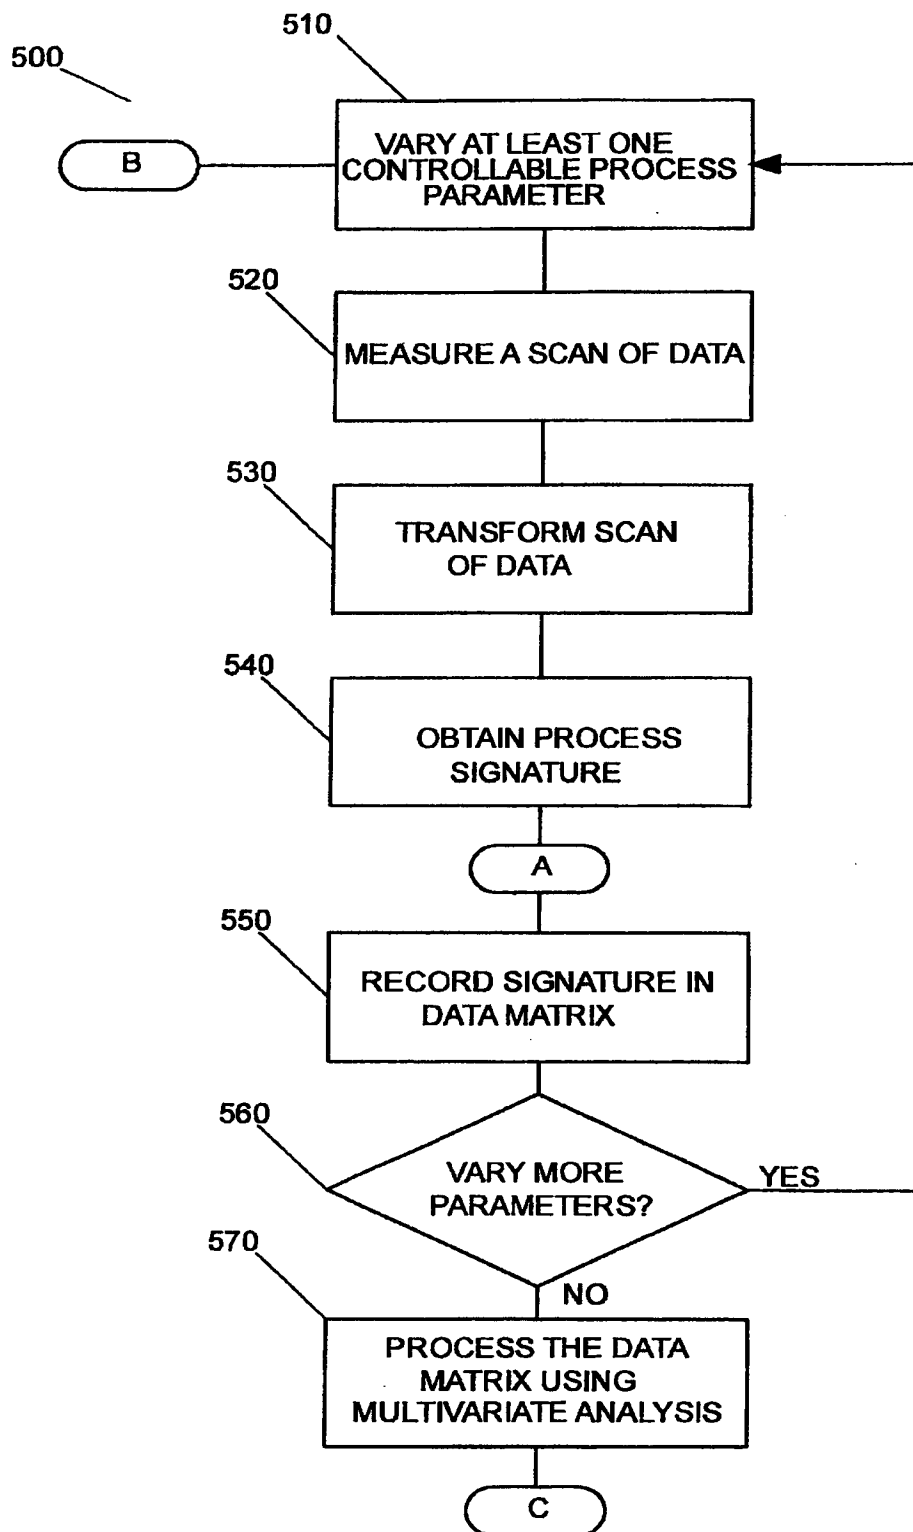 510
500
B
VARY AT LEAST ONE
CONTROLLABLE PROCESS
PARAMETER
520
MEASURE A SCAN OF DATA
530
TRANSFORM SCAN
OF DATA
540
OBTAIN PROCESS
SIGNATURE
A
550
RECORD SIGNATURE IN
DATA MATRIX
560
VARY MORE
PARAMETERS?
YES
570
NO
PROCESS THE DATA
MATRIX USING
MULTIVARIATE ANALYSIS
C